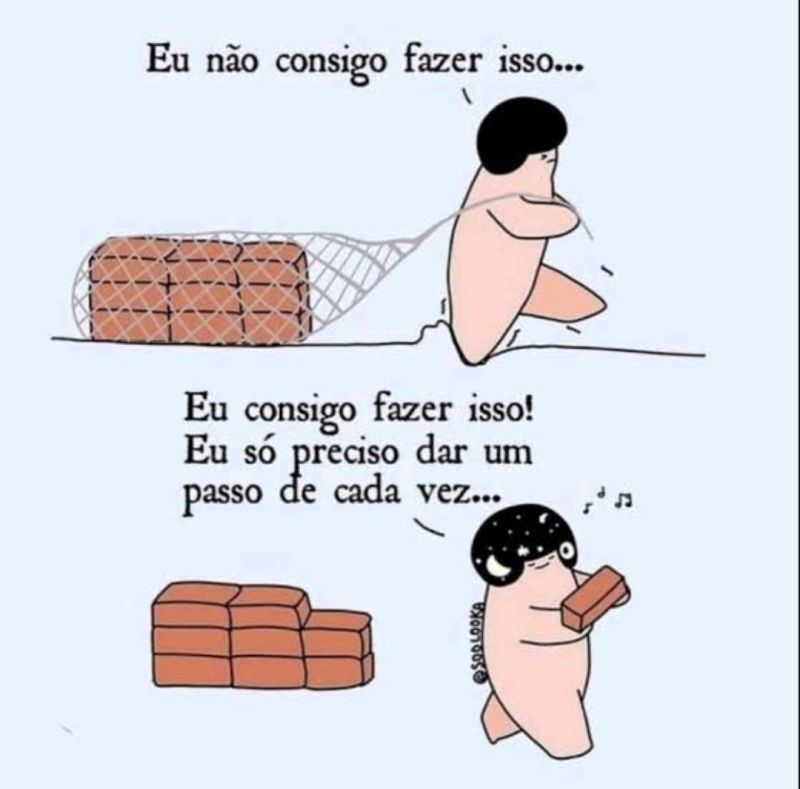 Eu não consigo fazer isso...
Eu consigo fazer isso!
Eu só preciso dar um
passo de cada vez...
@SOOLOOKA